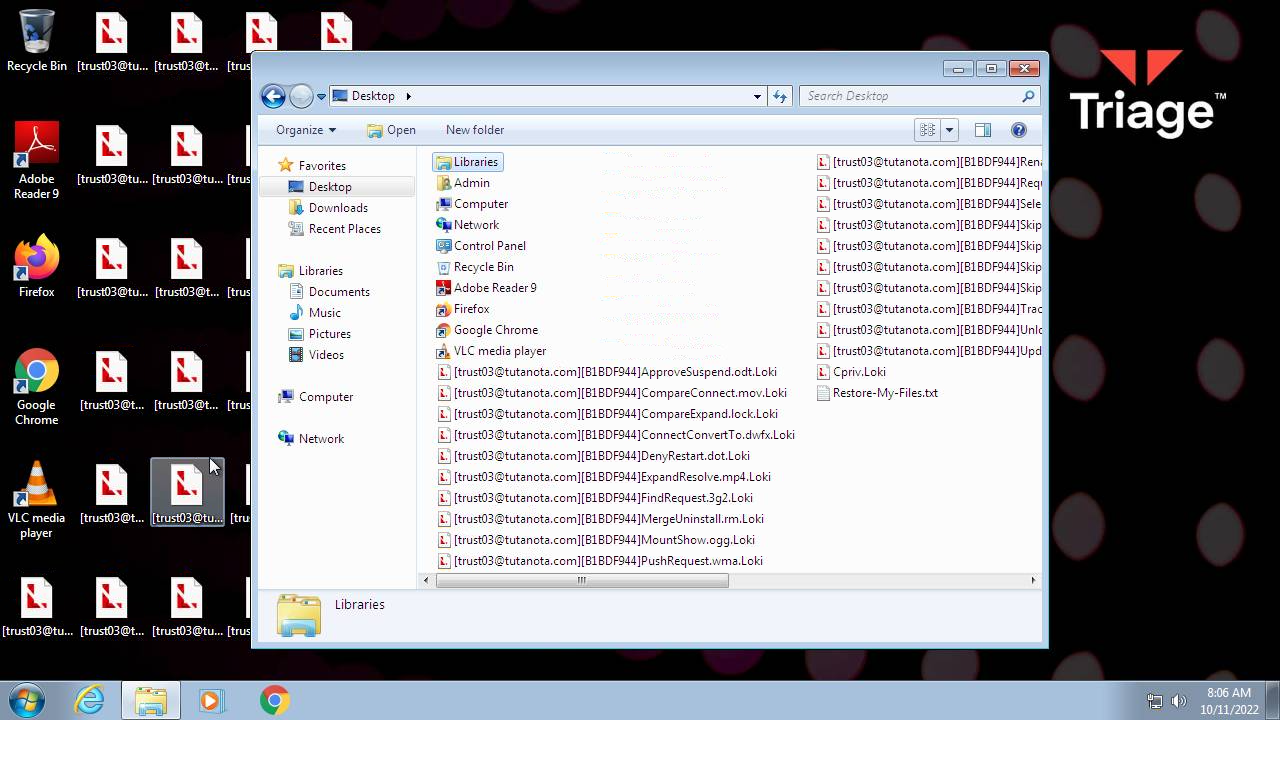 Recycle Bin
[trust03@tu...
[trust03@t...
Triage™
Desktop
Search Desktop
Organize
Open
New folder
Adobe
Reader 9
[trust03@tu...
[trust03@tu...
Firefox
[trust03@tu...
[trust03@t...
Google
Chrome
[trust03@t...
[trust03@t...
VLC media
player
[trust03@t...
[trust03@tu...
[trust03@tu...
[trust03@t...
[trust03@tu...
Favorites
Desktop
Downloads
Recent Places
Libraries
Documents
Music
Pictures
Videos
Computer
Network
Libraries
Admin
Computer
Network
Control Panel
Recycle Bin
Adobe Reader 9
Firefox
Google Chrome
VLC media player
[trust03@tutanota.com][B1BDF944]ApproveSuspend.odt.Loki
[trust03@tutanota.com][B1BDF944]CompareConnect.mov.Loki
[trust03@tutanota.com][B1BDF944]CompareExpand.lock.Loki
[trust03@tutanota.com][B1BDF944]ConnectConvertTo.dwfx.Loki
[trust03@tutanota.com][B1BDF944]DenyRestart.dot.Loki
[trust03@tutanota.com][B1BDF944]ExpandResolve.mp4.Loki
[trust03@tutanota.com][B1BDF944]FindRequest.3g2.Loki
[trust03@tutanota.com][B1BDF944]MergeUninstall.rm.Loki
[trust03@tutanota.com][B1BDF944]MountShow.ogg.Loki
[trust03@tutanota.com][B1BDF944]PushRequest.wma.Loki
[trust03@tutanota.com][B1BDF944]Rena
[trust03@tutanota.com][B1BDF944]Requ
[trust03@tutanota.com][B1BDF944]Sele
[trust03@tutanota.com][B1BDF944]Skip
[trust03@tutanota.com][B1BDF944]Skip
[trust03@tutanota.com][B1BDF944]Skip
[trust03@tutanota.com][B1BDF944]Skip
[trust03@tutanota.com][B1BDF944]Trac
[trust03@tutanota.com][B1BDF944]Unlo
[trust03@tutanota.com][B1BDF944]Upd
Cpriv.Loki
Restore-My-Files.txt
Libraries
8:06 AM
10/11/2022